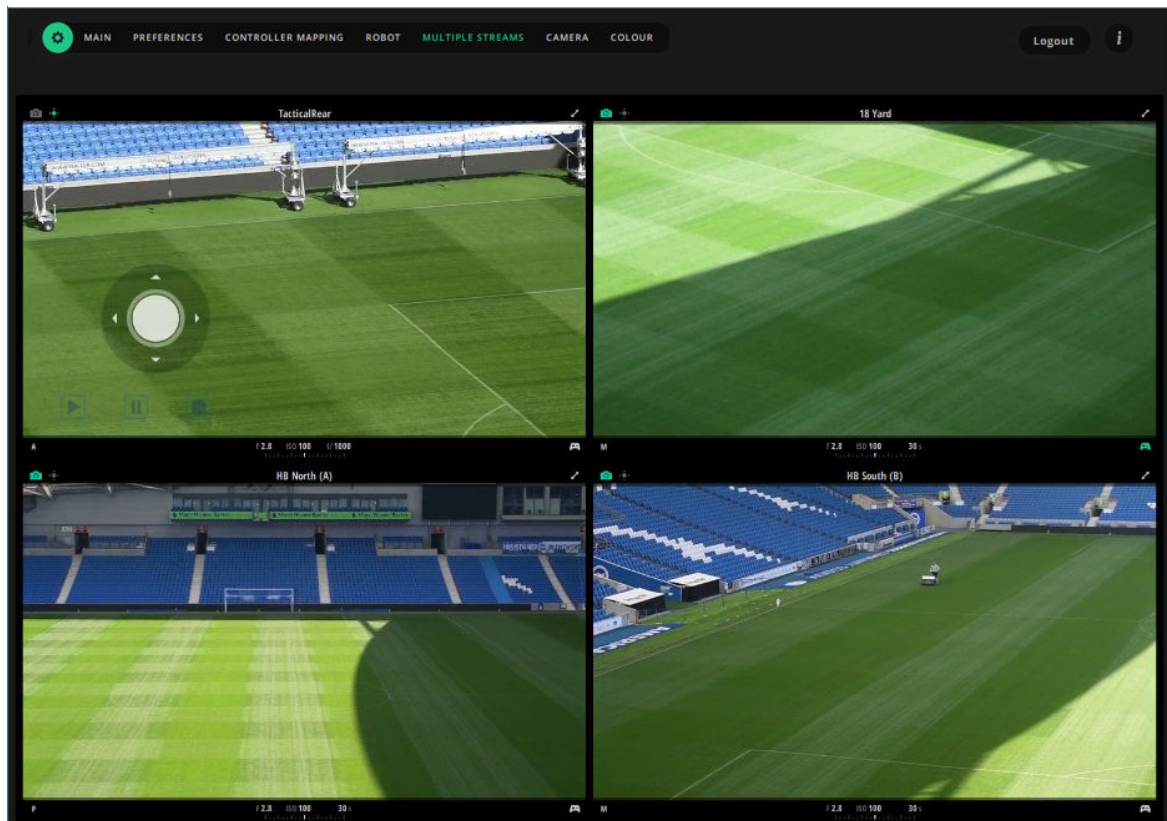 MAIN PREFERENCES CONTROLLER MAPPING ROBOT MULTIPLE STREAMS CAMERA COLOUR
Logout i
TacticalRear
18 Yard
A F 2.8 ISO 100 1/ 1000
M F 2.8 ISO 100 30 s
HB North (A)
HB South (B)
AMERICA
P F 2.8 ISO 100 30 s
M F 2.8 ISO 100 30 s